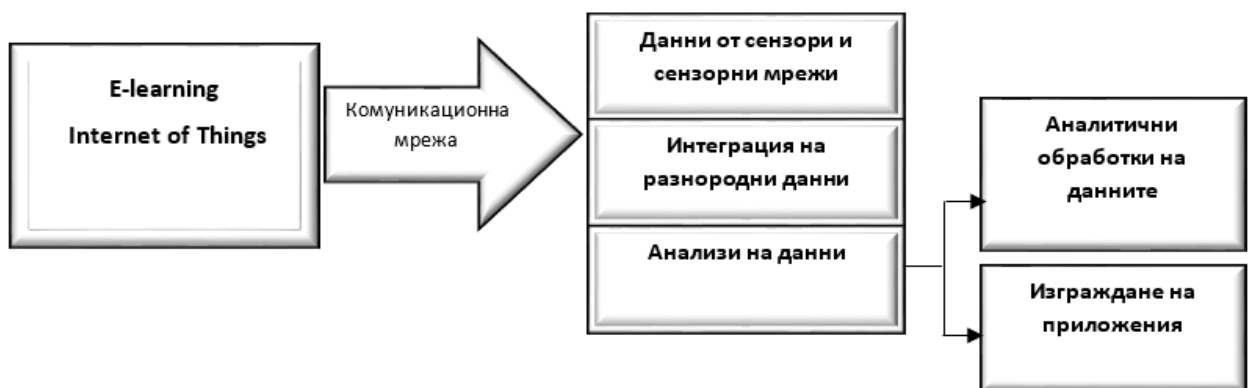 E-learning
Internet of Things
Комуникационна
мрежа
Данни от сензори и
сензорни мрежи
Интеграция на
разнородни данни
Анализи на данни
Аналитични
обработки на
данните
Изграждане на
приложения